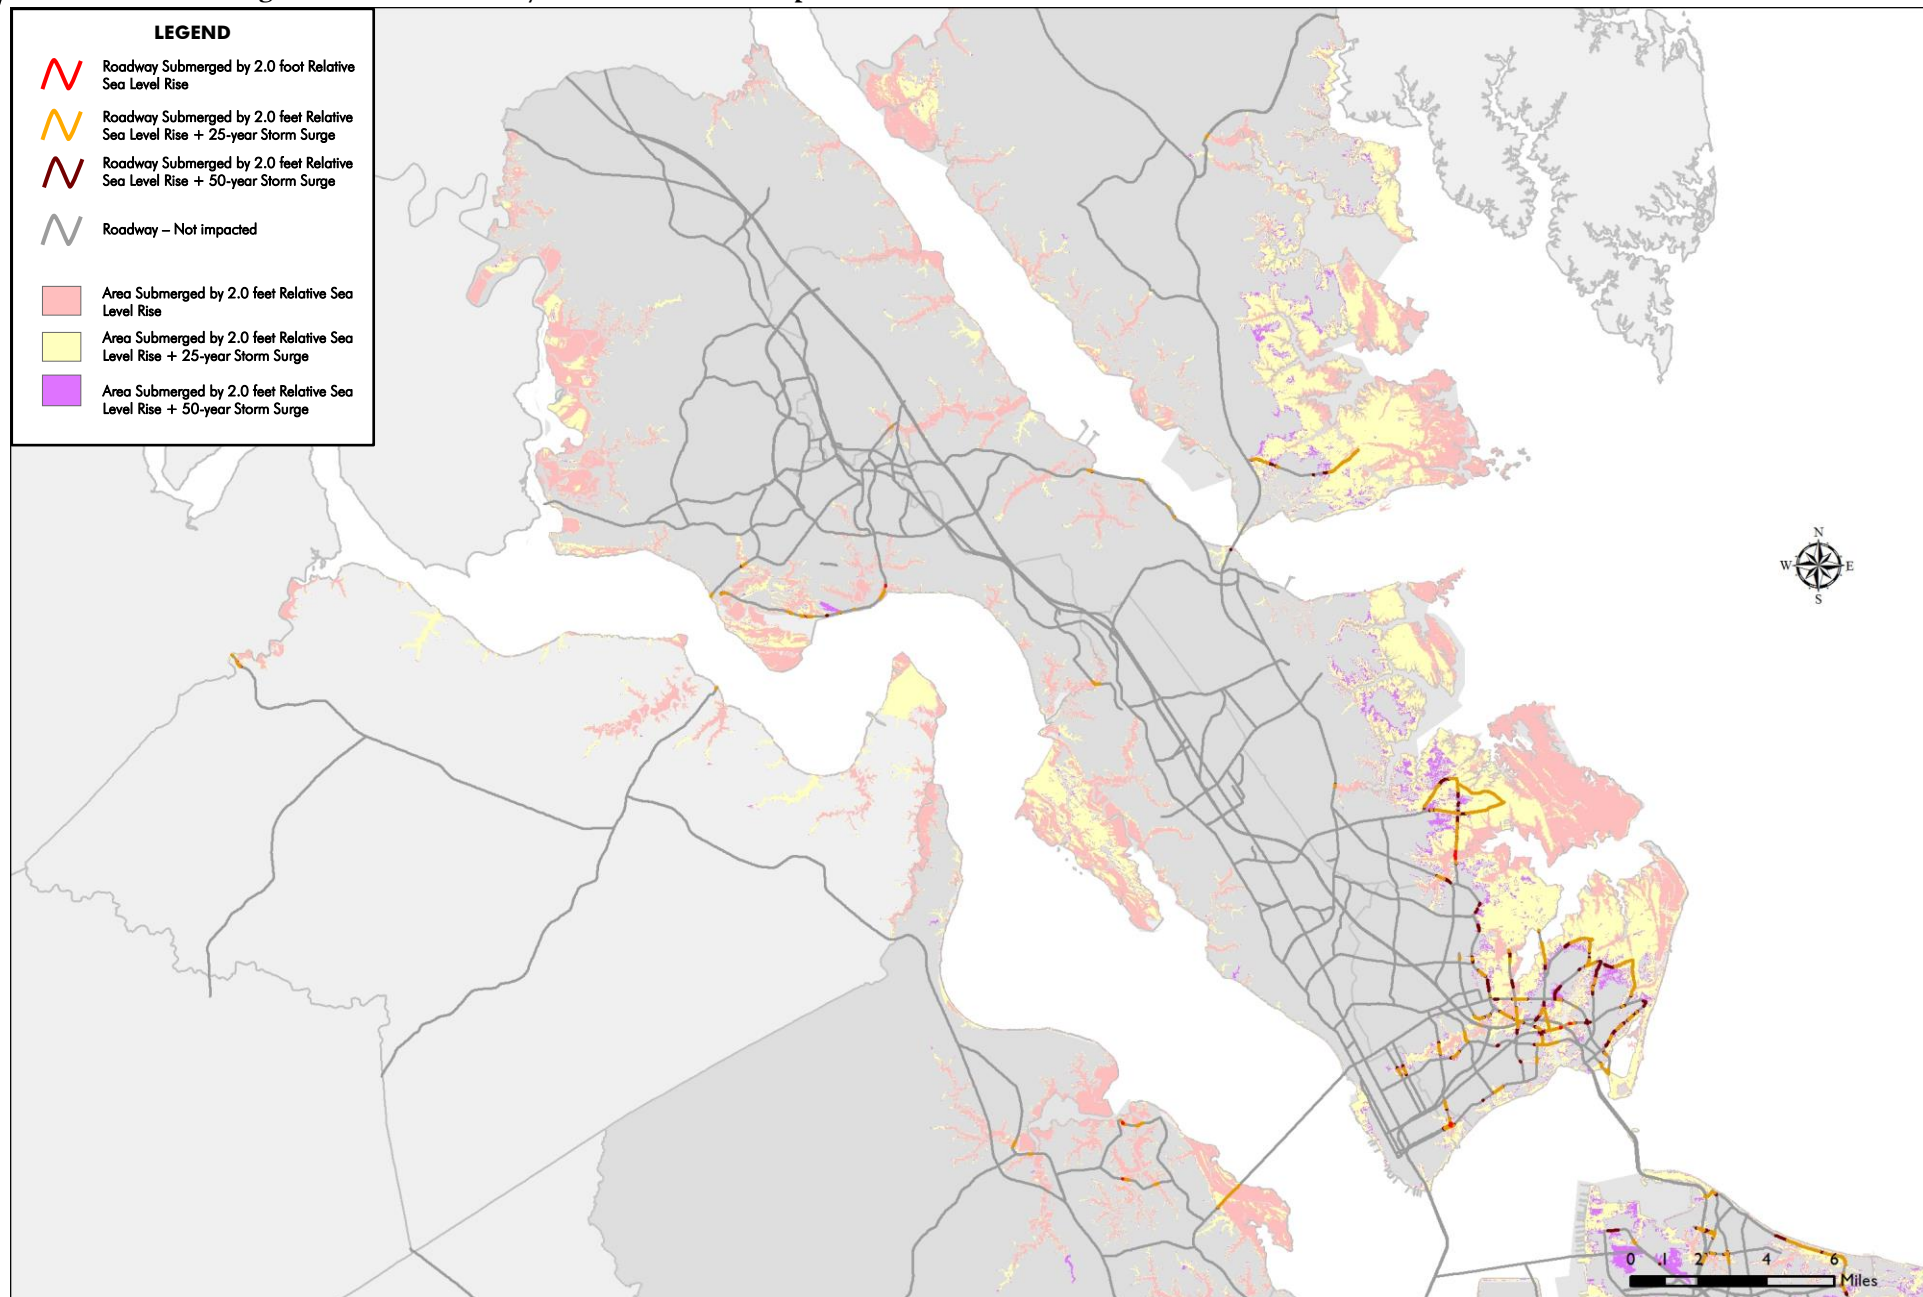 LEGEND
Roadway Submerged by 2.0 foot Relative
Sea Level Rise
Roadway Submerged by 2.0 feet Relative
Sea Level Rise + 25-year Storm Surge
Roadway Submerged by 2.0 feet Relative
Sea Level Rise + 50-year Storm Surge
Roadway – Not impacted
Area Submerged by 2.0 feet Relative Sea
Level Rise
Area Submerged by 2.0 feet Relative Sea
Level Rise + 25-year Storm Surge
Area Submerged by 2.0 feet Relative Sea
Level Rise + 50-year Storm Surge
N
W E
S
0 1 2 4 6
Miles